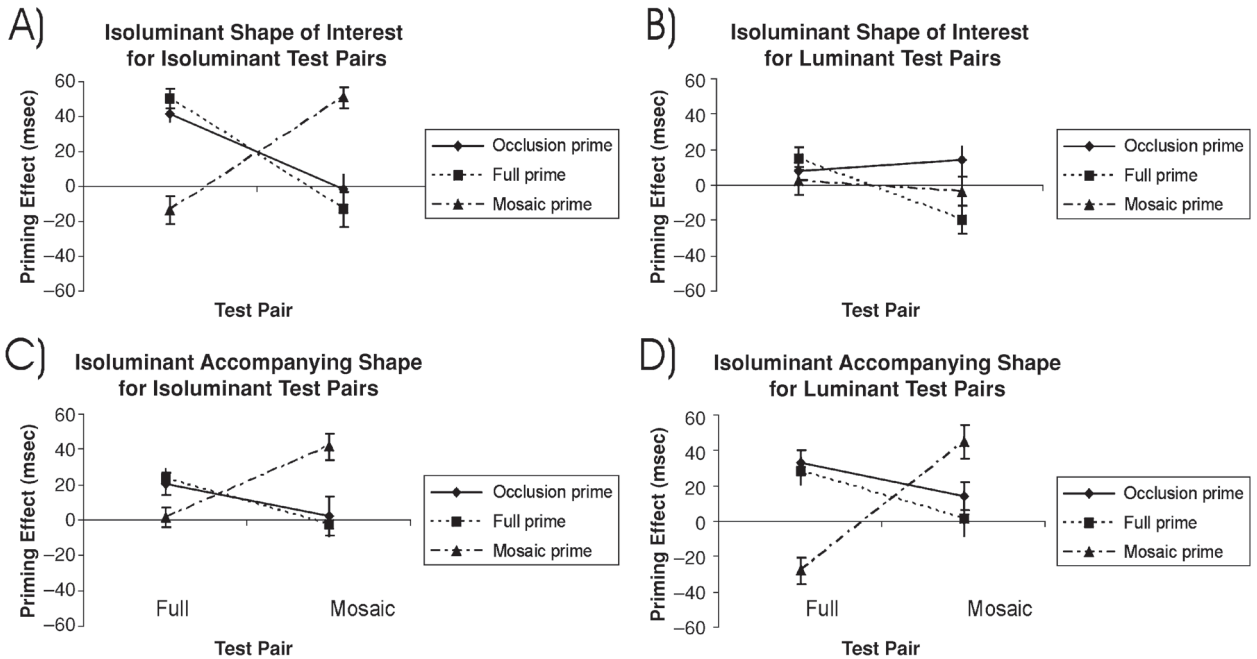 A)
Isoluminant Shape of Interest
for Isoluminant Test Pairs
Priming Effect (msec)
60
40
20
0
–20
–40
–60
Test Pair
Occlusion prime
Full prime
Mosaic prime
B)
Isoluminant Shape of Interest
for Luminant Test Pairs
Priming Effect (msec)
60
40
20
0
–20
–40
–60
Test Pair
Occlusion prime
Full prime
Mosaic prime
C)
Isoluminant Accompanying Shape
for Isoluminant Test Pairs
Priming Effect (msec)
60
40
20
0
–20
–40
–60
Full Mosaic
Test Pair
Occlusion prime
Full prime
Mosaic prime
D)
Isoluminant Accompanying Shape
for Luminant Test Pairs
Priming Effect (msec)
60
40
20
0
–20
–40
–60
Full Mosaic
Test Pair
Occlusion prime
Full prime
Mosaic prime